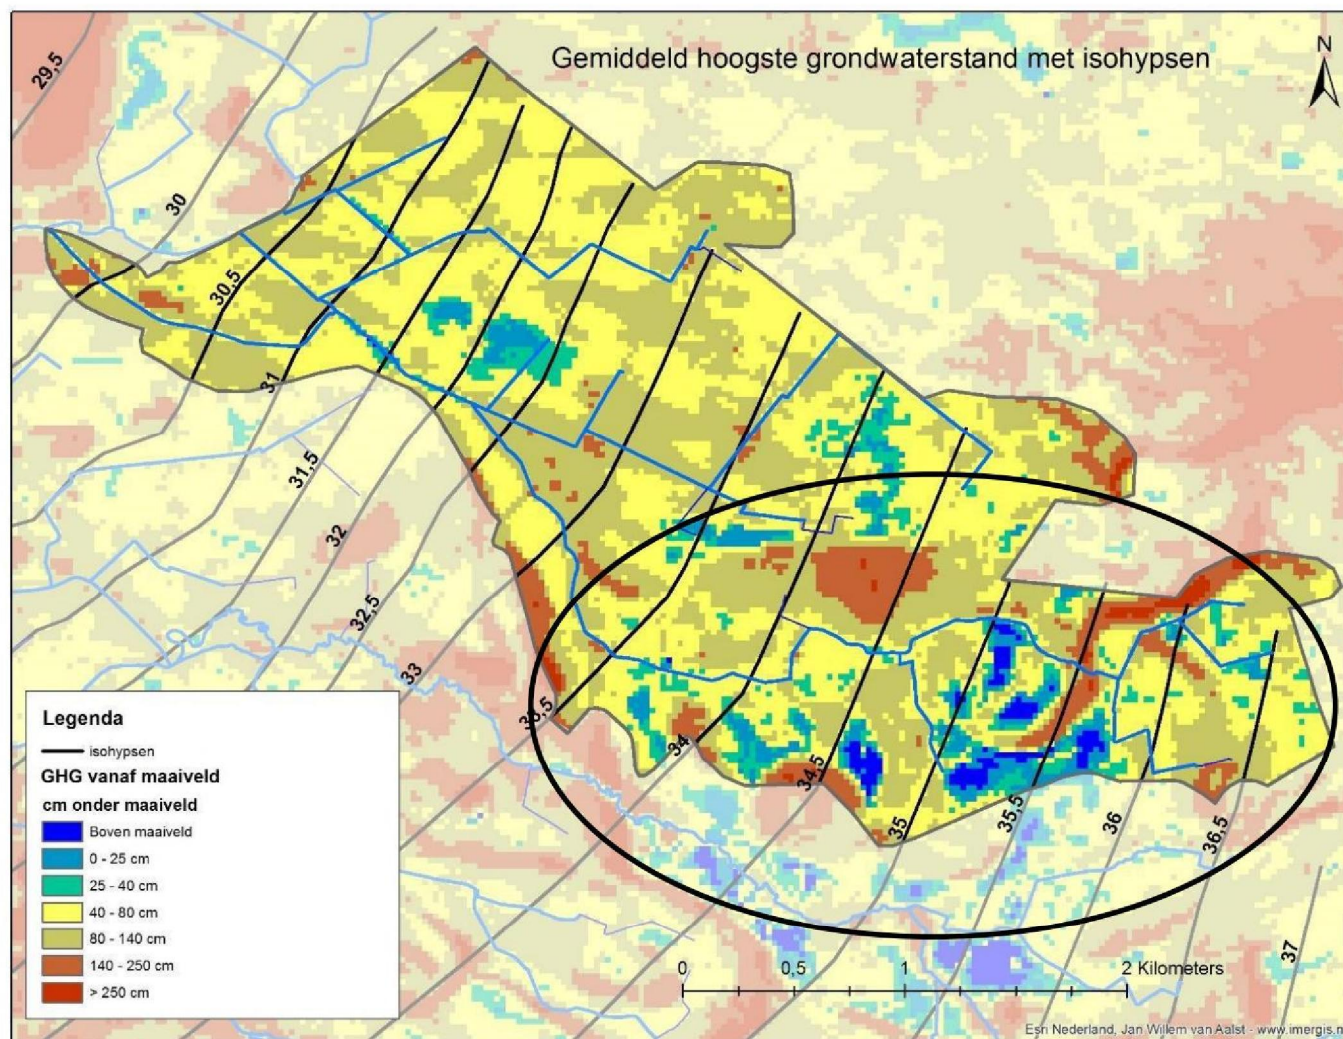 Gemiddeld hoogste grondwaterstand met isohypsen
N
29,5
30
30,5
31
31,5
32
32,5
33
33,5
34
34,5
35
35,5
36
36,5
37
Legenda
isohypsen
GHG vanaf maaiveld
cm onder maaiveld
Boven maaiveld
0 - 25 cm
25 - 40 cm
40 - 80 cm
80 - 140 cm
140 - 250 cm
> 250 cm
0 0,5 1 2 Kilometers
Esri Nederland, Jan Willem van Aalst - www.imergis.n